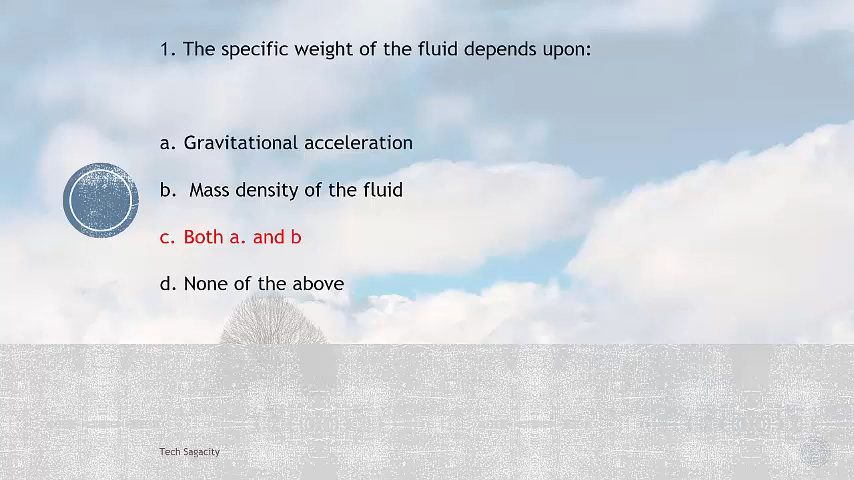 1. The specific weight of the fluid depends upon:
a. Gravitational acceleration
b. Mass density of the fluid
c. Both a. and b
d. None of the above
Tech Sagacity